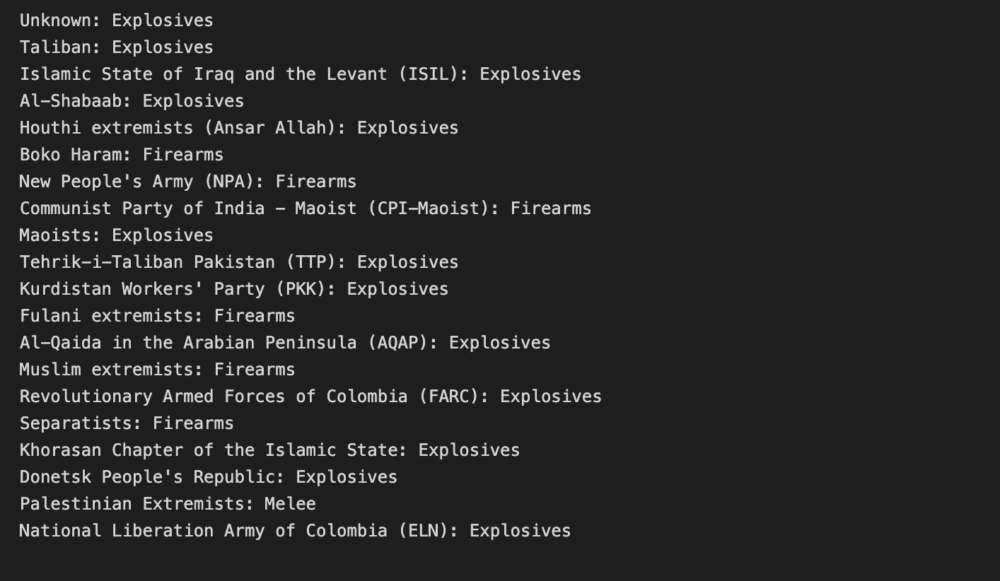 Unknown: Explosives
Taliban: Explosives
Islamic State of Iraq and the Levant (ISIL): Explosives
Al-Shabaab: Explosives
Houthi extremists (Ansar Allah): Explosives
Boko Haram: Firearms
New People's Army (NPA): Firearms
Communist Party of India - Maoist (CPI-Maoist): Firearms
Maoists: Explosives
Tehrik-i-Taliban Pakistan (TTP): Explosives
Kurdistan Workers' Party (PKK): Explosives
Fulani extremists: Firearms
Al-Qaida in the Arabian Peninsula (AQAP): Explosives
Muslim extremists: Firearms
Revolutionary Armed Forces of Colombia (FARC): Explosives
Separatists: Firearms
Khorasan Chapter of the Islamic State: Explosives
Donetsk People's Republic: Explosives
Palestinian Extremists: Melee
National Liberation Army of Colombia (ELN): Explosives